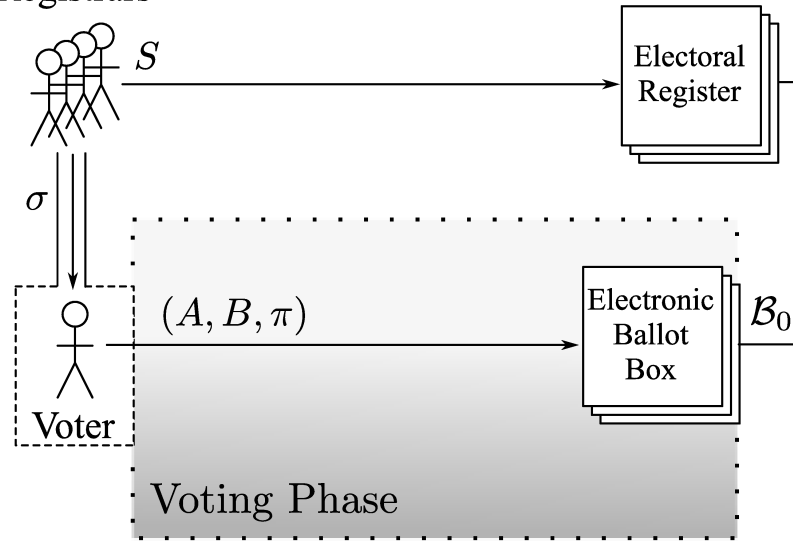 S
Electoral
Register
σ
(A, B, π)
Electronic
Ballot
Box
𝓑₀
Voter
Voting Phase